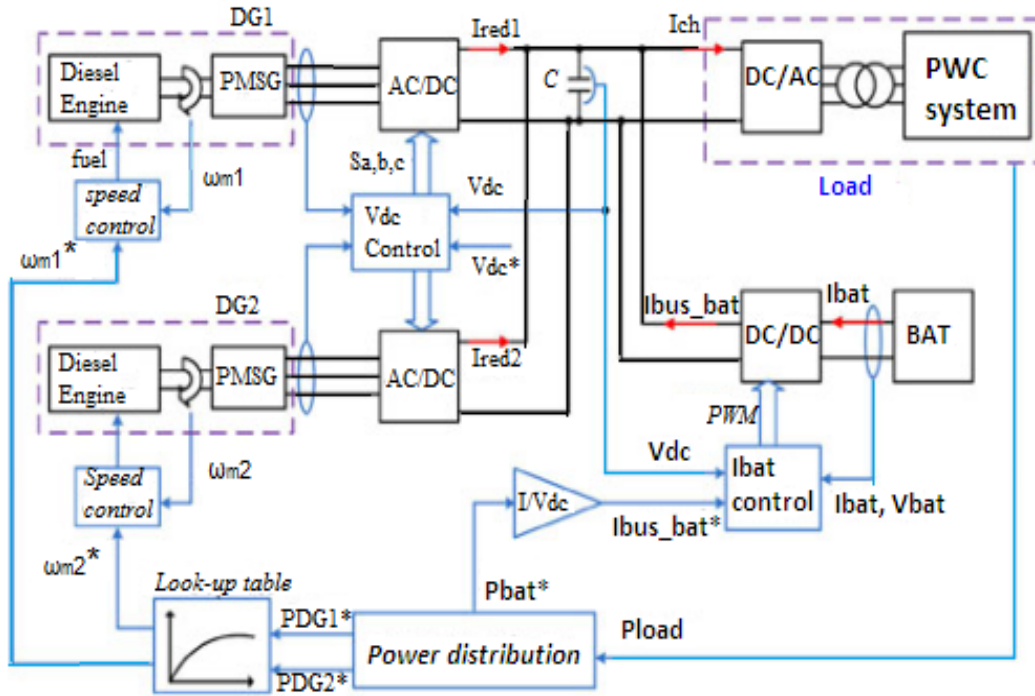 DG1
Ired1
Ich
Diesel
Engine
PMSG
AC/DC
C
DC/AC
PWC
system
fuel
ωm1
Sa,b,c
Vdc
Load
speed
control
Vdc
Control
ωm1*
Vdc*
DG2
Ibus_bat
Ibat
Diesel
Engine
PMSG
AC/DC
Ired2
DC/DC
BAT
PWM
ωm2
Vdc
Speed
control
I/Vdc
Ibat
control
Ibat, Vbat
Ibus_bat*
ωm2*
Look-up table
Pbat*
PDG1*
Power distribution
Pload
PDG2*